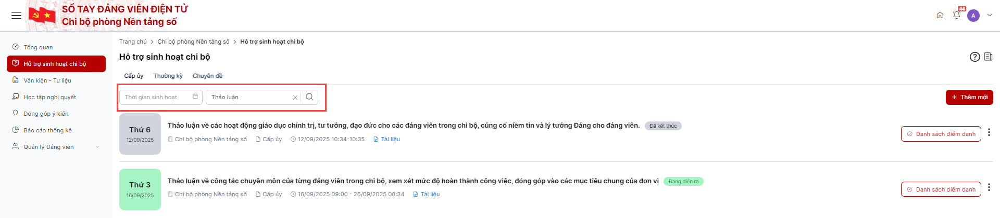 SỔ TAY ĐẢNG VIÊN ĐIỆN TỬ
Chi bộ phòng Nền tảng số
44
A
Tổng quan
Hỗ trợ sinh hoạt chi bộ
Văn kiện - Tư liệu
Học tập nghị quyết
Đóng góp ý kiến
Báo cáo thống kê
Quản lý Đảng viên
Trang chủ > Chi bộ phòng Nền tảng số > Hỗ trợ sinh hoạt chi bộ
Hỗ trợ sinh hoạt chi bộ
Cấp ủy Thường kỳ Chuyên đề
Thời gian sinh hoạt Thảo luận + Thêm mới
Thứ 6
12/09/2025
Thảo luận về các hoạt động giáo dục chính trị, tư tưởng, đạo đức cho các đảng viên trong chi bộ, củng cố niềm tin và lý tưởng Đảng cho đảng viên. Đã kết thúc
Chi bộ phòng Nền tảng số Cấp ủy 12/09/2025 10:34-10:35 Tài liệu
Danh sách điểm danh
Thứ 3
16/09/2025
Thảo luận về công tác chuyên môn của từng đảng viên trong chi bộ, xem xét mức độ hoàn thành công việc, đóng góp vào các mục tiêu chung của đơn vị Đang diễn ra
Chi bộ phòng Nền tảng số Cấp ủy 16/09/2025 09:00 - 26/09/2025 08:34 Tài liệu
Danh sách điểm danh